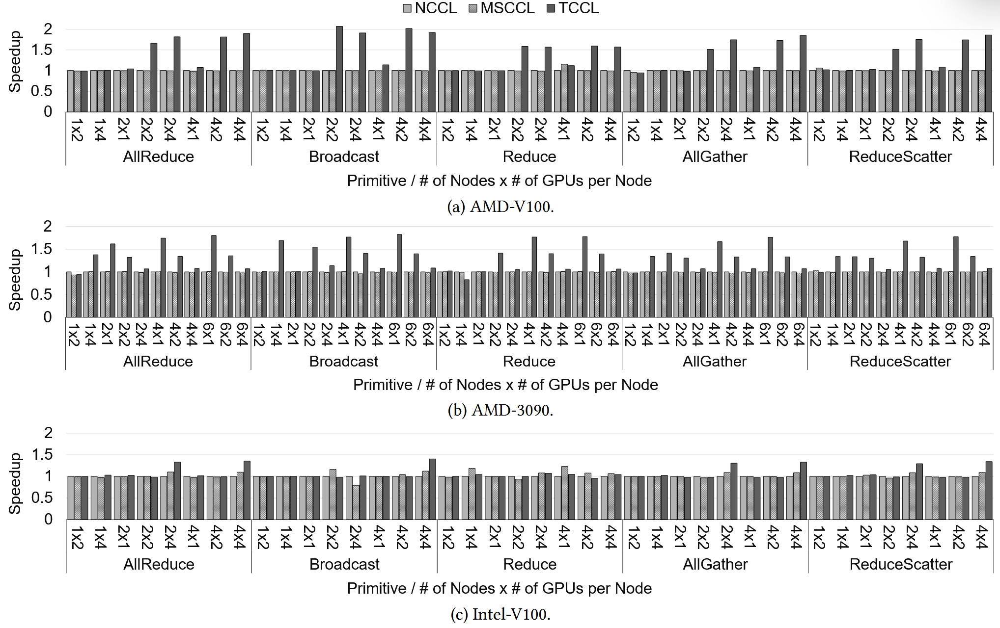 NCCL MSCCL TCCL
Speedup
2
1.5
1
0.5
0
1x2 1x4 2x1 2x2 2x4 4x1 4x2 4x4 1x2 1x4 2x1 2x2 2x4 4x1 4x2 4x4 1x2 1x4 2x1 2x2 2x4 4x1 4x2 4x4 1x2 1x4 2x1 2x2 2x4 4x1 4x2 4x4 1x2 1x4 2x1 2x2 2x4 4x1 4x2 4x4
AllReduce Broadcast Reduce AllGather ReduceScatter
Primitive / # of Nodes x # of GPUs per Node
(a) AMD-V100.
Speedup
2
1.5
1
0.5
0
1x2 1x4 2x1 2x2 2x4 4x1 4x2 4x4 6x1 6x2 6x4 1x2 1x4 2x1 2x2 2x4 4x1 4x2 4x4 6x1 6x2 6x4 1x2 1x4 2x1 2x2 2x4 4x1 4x2 4x4 6x1 6x2 6x4 1x2 1x4 2x1 2x2 2x4 4x1 4x2 4x4 6x1 6x2 6x4 1x2 1x4 2x1 2x2 2x4 4x1 4x2 4x4 6x1 6x2 6x4
AllReduce Broadcast Reduce AllGather ReduceScatter
Primitive / # of Nodes x # of GPUs per Node
(b) AMD-3090.
Speedup
2
1.5
1
0.5
0
1x2 1x4 2x1 2x2 2x4 4x1 4x2 4x4 1x2 1x4 2x1 2x2 2x4 4x1 4x2 4x4 1x2 1x4 2x1 2x2 2x4 4x1 4x2 4x4 1x2 1x4 2x1 2x2 2x4 4x1 4x2 4x4 1x2 1x4 2x1 2x2 2x4 4x1 4x2 4x4
AllReduce Broadcast Reduce AllGather ReduceScatter
Primitive / # of Nodes x # of GPUs per Node
(c) Intel-V100.